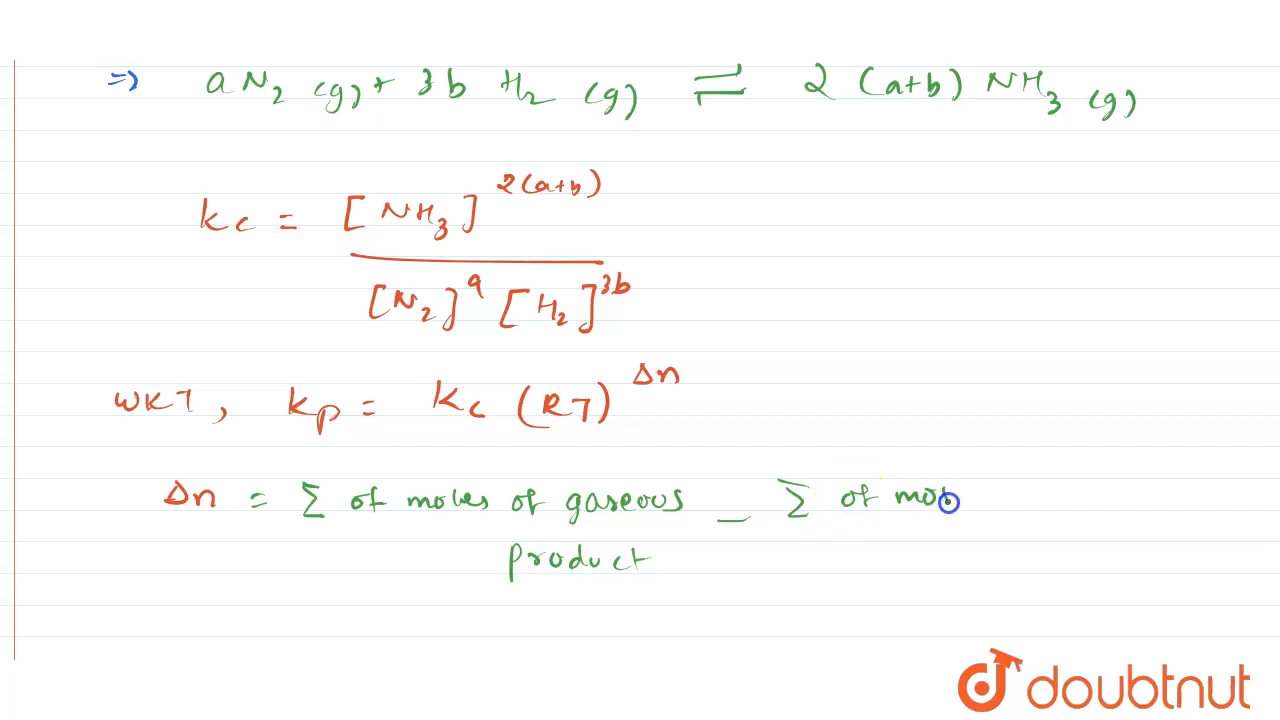 ⇒ a N₂ (g) + 3b H₂ (g) ⇌ 2 (a+b) NH₃ (g)
kc = [NH₃]^2(a+b)
[N₂]^a [H₂]^3b
WKT, kp = kc (RT)^Δn
Δn = Σ of moles of gaseous – Σ of mol
product
doubtnut